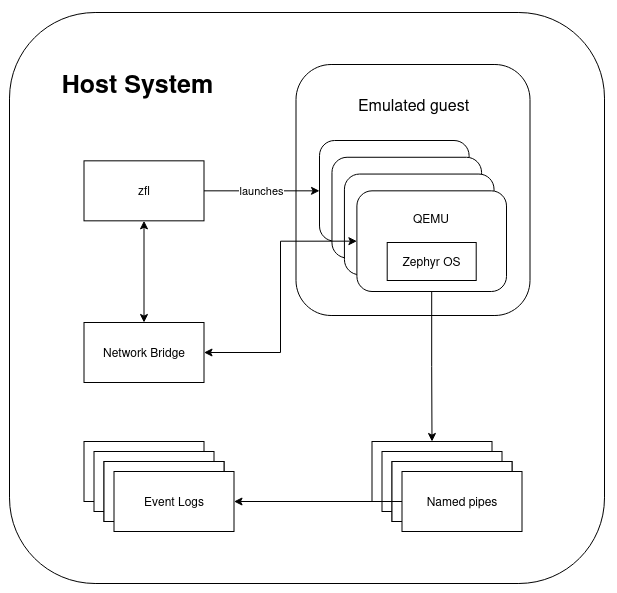 Host System
Emulated guest
zfl
launches
QEMU
Zephyr OS
Network Bridge
Event Logs
Named pipes